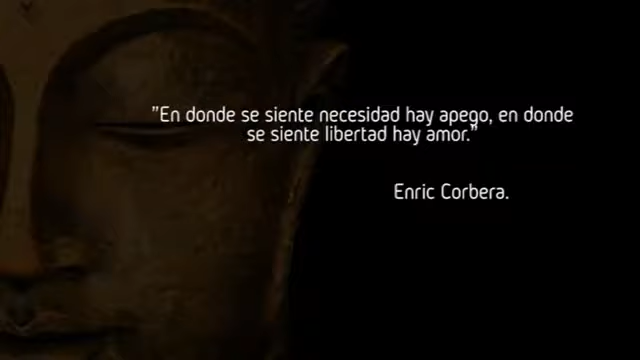 "En donde se siente necesidad hay apego, en donde
se siente libertad hay amor."
Enric Corbera.